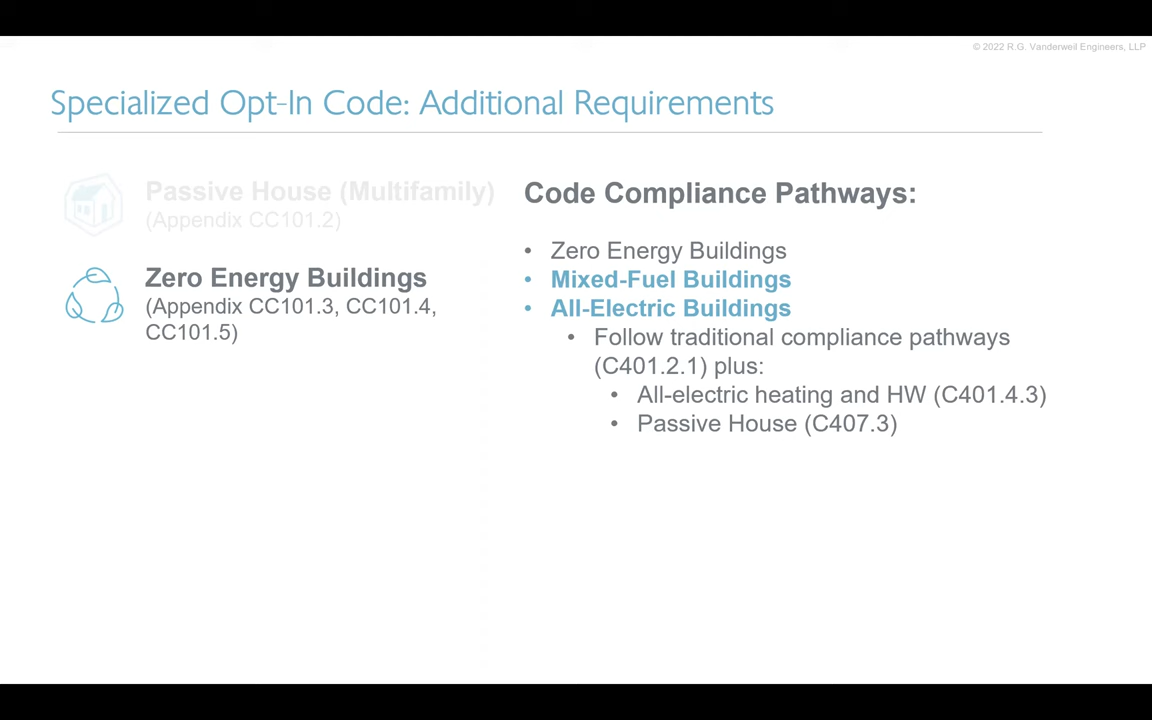 © 2022 R.G. Vanderweil Engineers, LLP
Specialized Opt-In Code: Additional Requirements
Passive House (Multifamily)
(Appendix CC101.2)
Zero Energy Buildings
(Appendix CC101.3, CC101.4,
CC101.5)
Code Compliance Pathways:
• Zero Energy Buildings
• Mixed-Fuel Buildings
• All-Electric Buildings
• Follow traditional compliance pathways
(C401.2.1) plus:
• All-electric heating and HW (C401.4.3)
• Passive House (C407.3)